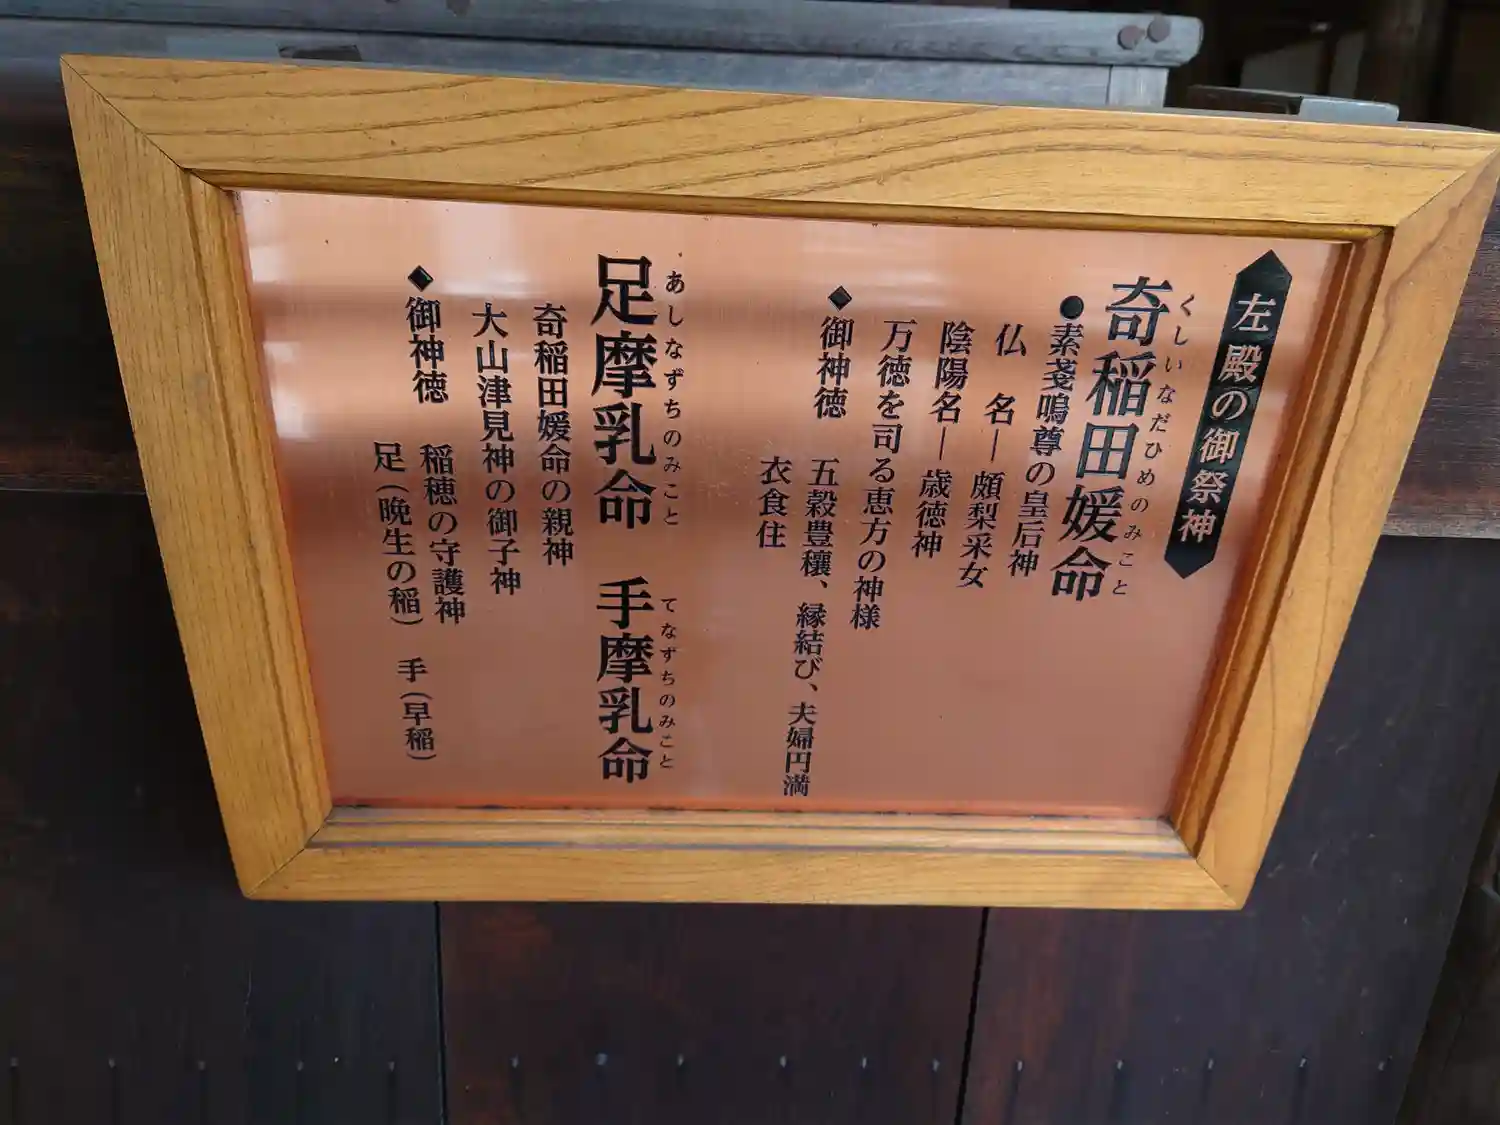 左殿の御祭神
奇稲田媛命
くしいなだひめのみこと
●素戔嗚尊の皇后神
仏　名―頗梨采女
陰陽名―歳徳神
万徳を司る恵方の神様
◆御神徳　五穀豊穰、縁結び、夫婦円満
衣食住
足摩乳命　手摩乳命
あしなずちのみこと　てなずちのみこと
奇稲田媛命の親神
大山津見神の御子神
◆御神徳　稲穂の守護神
足（晩生の稲）　手（早稲）